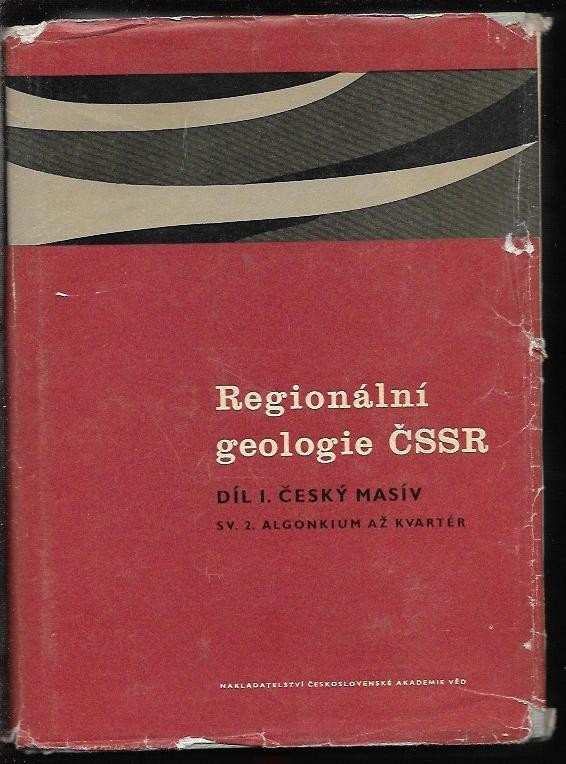 Regionální
geologie ČSSR
DÍL I. ČESKÝ MASÍV
SV. 2. ALGONKIUM AŽ KVARTÉR
NAKLADATELSTVÍ ČESKOSLOVENSKÉ AKADEMIE VĚD